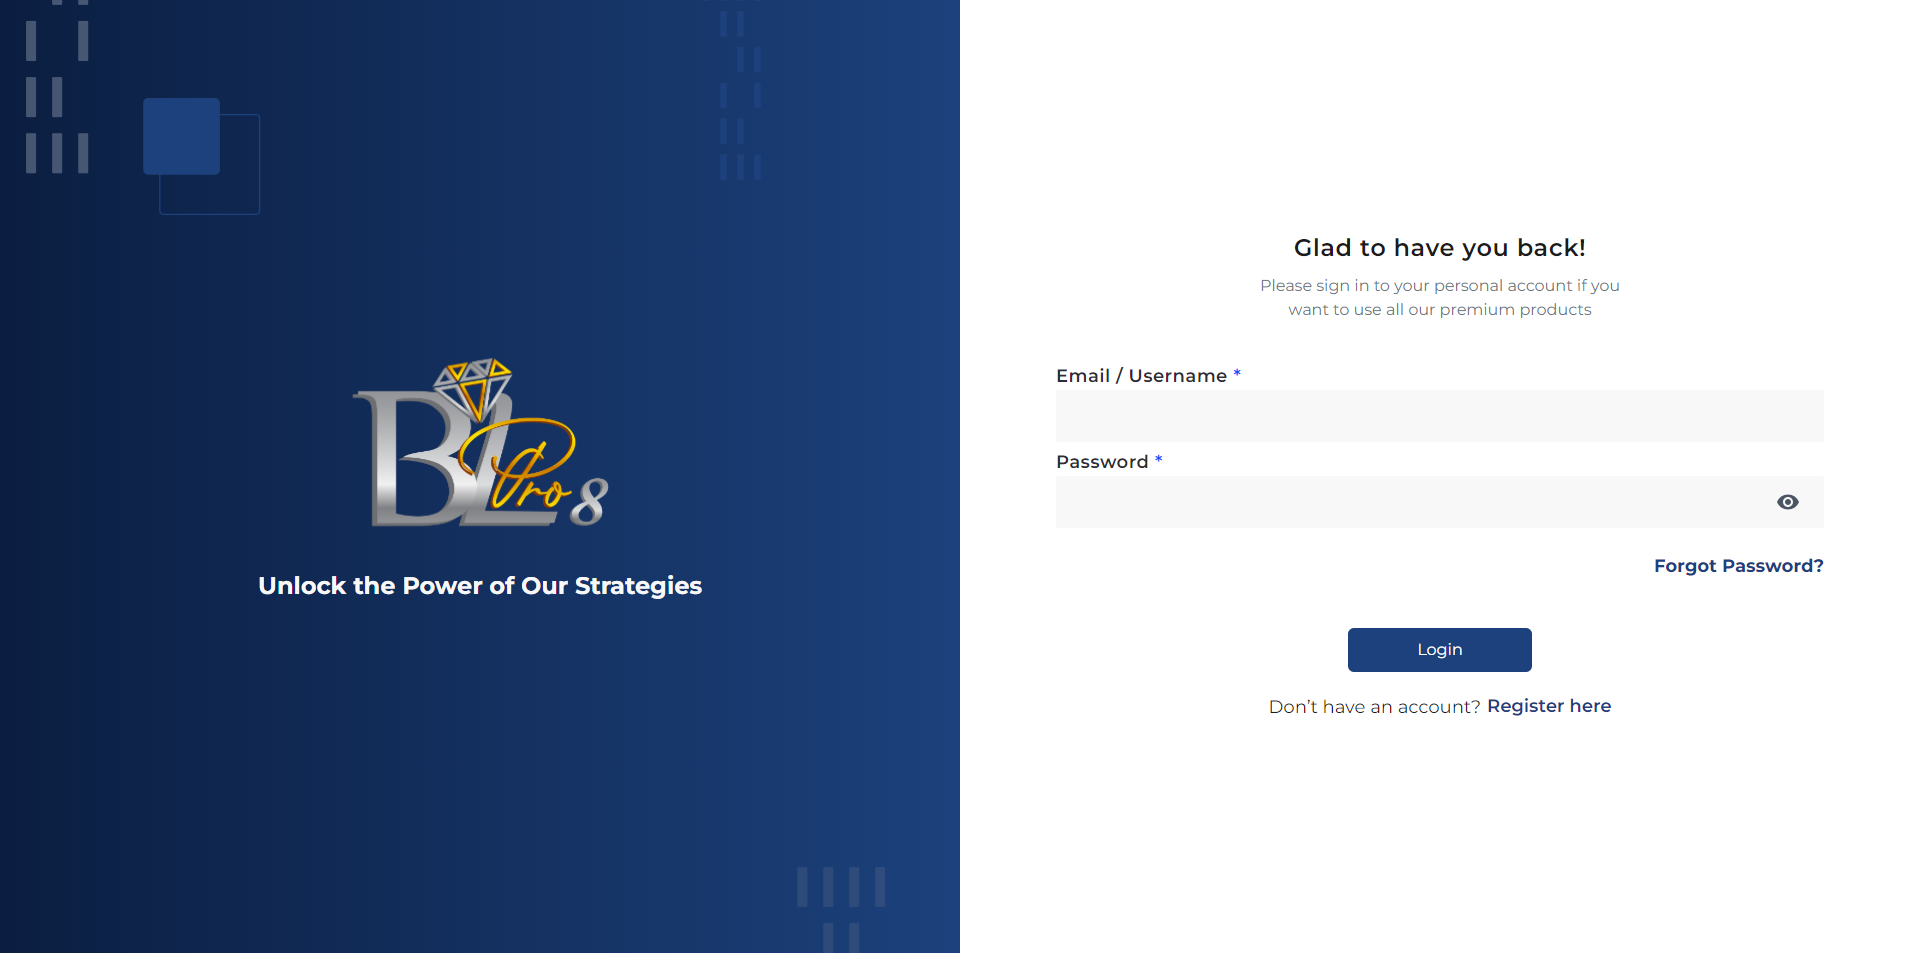 BL Pro 8
Unlock the Power of Our Strategies
Glad to have you back!
Please sign in to your personal account if you
want to use all our premium products
Email / Username *
Password *
Forgot Password?
Login
Don’t have an account? Register here